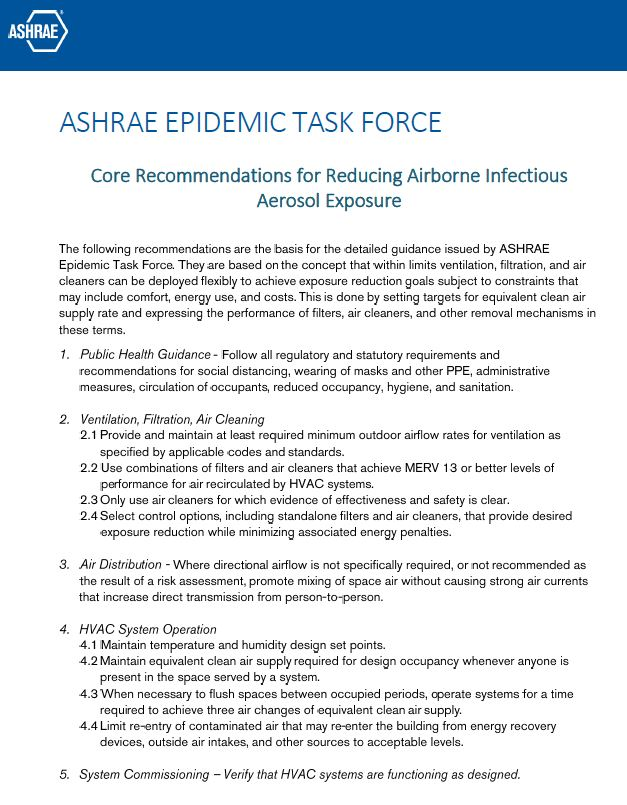 ASHRAE
ASHRAE EPIDEMIC TASK FORCE
Core Recommendations for Reducing Airborne Infectious
Aerosol Exposure
The following recommendations are the basis for the detailed guidance issued by ASHRAE
Epidemic Task Force. They are based on the concept that within limits ventilation, filtration, and air
cleaners can be deployed flexibly to achieve exposure reduction goals subject to constraints that
may include comfort, energy use, and costs. This is done by setting targets for equivalent clean air
supply rate and expressing the performance of filters, air cleaners, and other removal mechanisms in
these terms.
1. Public Health Guidance - Follow all regulatory and statutory requirements and
recommendations for social distancing, wearing of masks and other PPE, administrative
measures, circulation of occupants, reduced occupancy, hygiene, and sanitation.
2. Ventilation, Filtration, Air Cleaning
2.1 Provide and maintain at least required minimum outdoor airflow rates for ventilation as
specified by applicable codes and standards.
2.2 Use combinations of filters and air cleaners that achieve MERV 13 or better levels of
performance for air recirculated by HVAC systems.
2.3 Only use air cleaners for which evidence of effectiveness and safety is clear.
2.4 Select control options, including standalone filters and air cleaners, that provide desired
exposure reduction while minimizing associated energy penalties.
3. Air Distribution - Where directional airflow is not specifically required, or not recommended as
the result of a risk assessment, promote mixing of space air without causing strong air currents
that increase direct transmission from person-to-person.
4. HVAC System Operation
4.1 Maintain temperature and humidity design set points.
4.2 Maintain equivalent clean air supply required for design occupancy whenever anyone is
present in the space served by a system.
4.3 When necessary to flush spaces between occupied periods, operate systems for a time
required to achieve three air changes of equivalent clean air supply.
4.4 Limit re-entry of contaminated air that may re-enter the building from energy recovery
devices, outside air intakes, and other sources to acceptable levels.
5. System Commissioning – Verify that HVAC systems are functioning as designed.